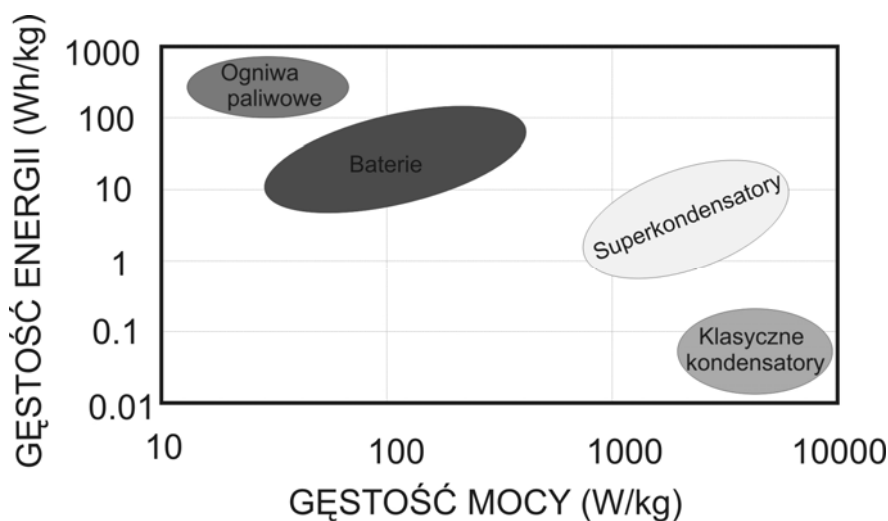 GĘSTOŚĆ ENERGII (Wh/kg)
1000
100
10
1
0.1
0.01
Ogniwa
paliwowe
Baterie
Superkondensatory
Klasyczne
kondensatory
10
100
1000
10000
GĘSTOŚĆ MOCY (W/kg)